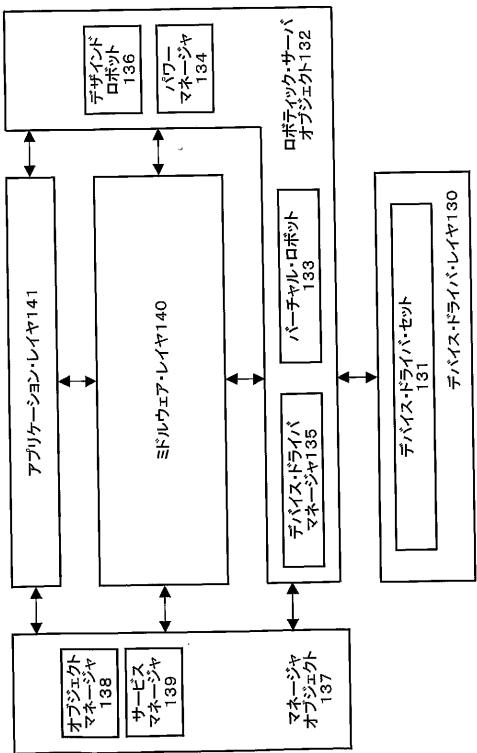 アプリケーション・レイヤ141
ミドルウェア・レイヤ140
デザインド
ロボット
136
パワー
マネージャ
134
ロボティック・サーバ
オブジェクト132
バーチャル・ロボット
133
デバイス・ドライバ
マネージャ135
デバイス・ドライバ・セット
131
デバイス・ドライバ・レイヤ130
オブジェクト
マネージャ
138
サービス
マネージャ
139
マネージャ
オブジェクト
137